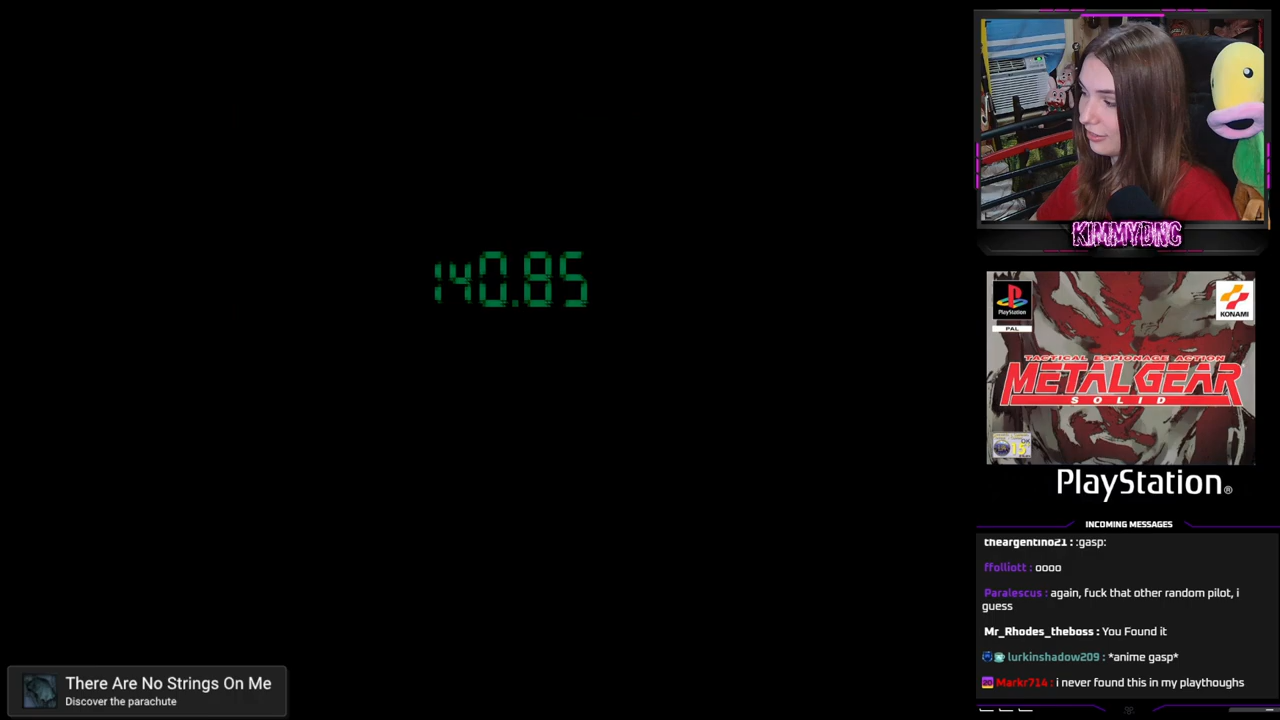 140.85
KIMMYDNC
PlayStation
PAL
KONAMI
TACTICAL ESPIONAGE ACTION
METAL GEAR
SOLID
15
PlayStation®
INCOMING MESSAGES
theargentino21 : :gasp:
ffolliott : oooo
Paralescus : again, fuck that other random pilot, i
guess
Mr_Rhodes_theboss : You Found it
lurkinshadow209 : *anime gasp*
Markr714 : i never found this in my playthoughs
There Are No Strings On Me
Discover the parachute